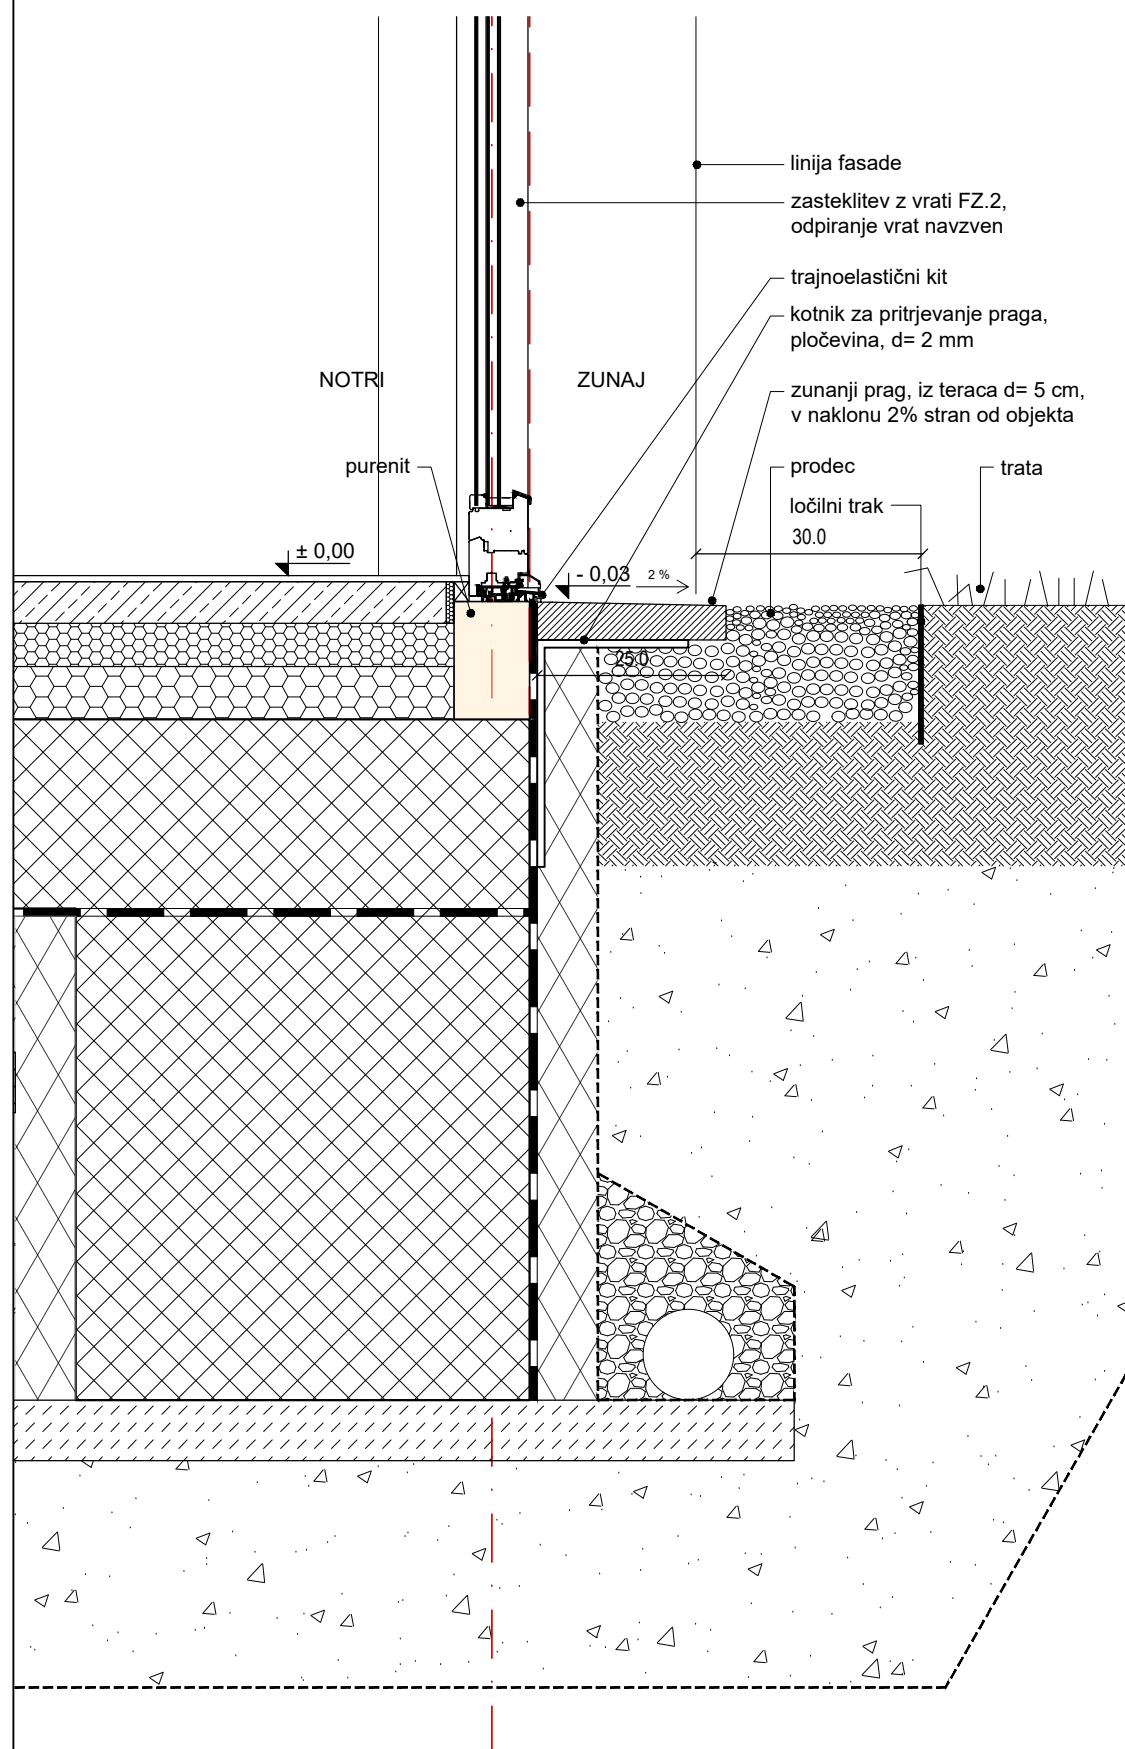 linija fasade
zasteklitev z vrati FZ.2,
odpiranje vrat navzven
trajnoelastični kit
kotnik za pritrjevanje praga,
pločevina, d= 2 mm
NOTRI
ZUNAJ
zunanji prag, iz teraca d= 5 cm,
v naklonu 2% stran od objekta
purenit
prodec
trata
ločilni trak
30.0
± 0,00
- 0,03
2 %
25.0